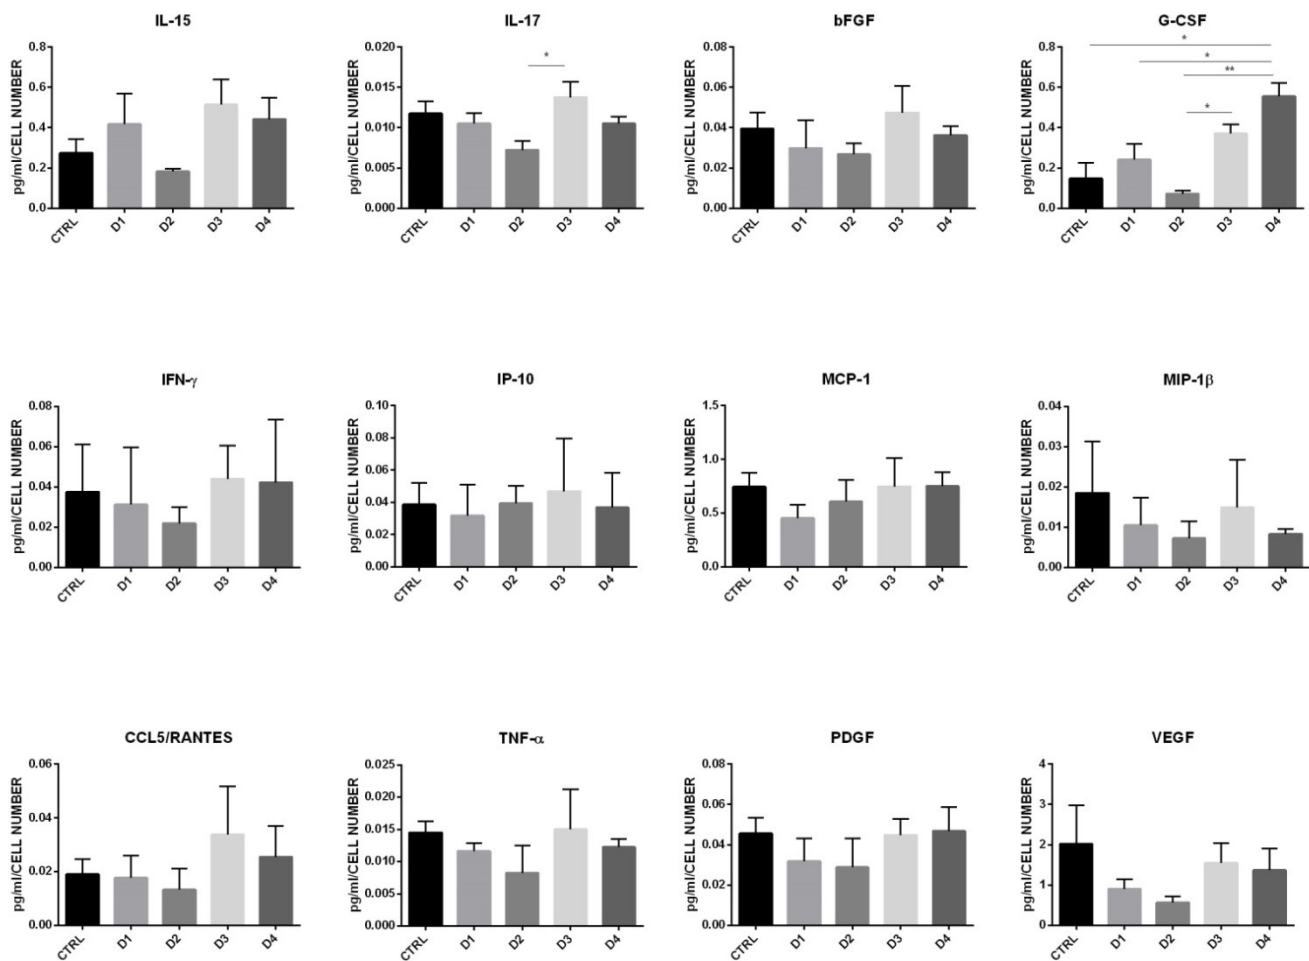 IL-15
pg/ml/CELL NUMBER
0.8
0.6
0.4
0.2
0.0
CTRL D1 D2 D3 D4
IL-17
pg/ml/CELL NUMBER
0.020
0.015
0.010
0.005
0.000
*
CTRL D1 D2 D3 D4
bFGF
pg/ml/CELL NUMBER
0.08
0.06
0.04
0.02
0.00
CTRL D1 D2 D3 D4
G-CSF
pg/ml/CELL NUMBER
0.8
0.6
0.4
0.2
0.0
*
*
**
*
CTRL D1 D2 D3 D4
IFN-γ
pg/ml/CELL NUMBER
0.08
0.06
0.04
0.02
0.00
CTRL D1 D2 D3 D4
IP-10
pg/ml/CELL NUMBER
0.10
0.08
0.06
0.04
0.02
0.00
CTRL D1 D2 D3 D4
MCP-1
pg/ml/CELL NUMBER
1.5
1.0
0.5
0.0
CTRL D1 D2 D3 D4
MIP-1β
pg/ml/CELL NUMBER
0.04
0.03
0.02
0.01
0.00
CTRL D1 D2 D3 D4
CCL5/RANTES
pg/ml/CELL NUMBER
0.06
0.04
0.02
0.00
CTRL D1 D2 D3 D4
TNF-α
pg/ml/CELL NUMBER
0.025
0.020
0.015
0.010
0.005
0.000
CTRL D1 D2 D3 D4
PDGF
pg/ml/CELL NUMBER
0.08
0.06
0.04
0.02
0.00
CTRL D1 D2 D3 D4
VEGF
pg/ml/CELL NUMBER
4
3
2
1
0
CTRL D1 D2 D3 D4